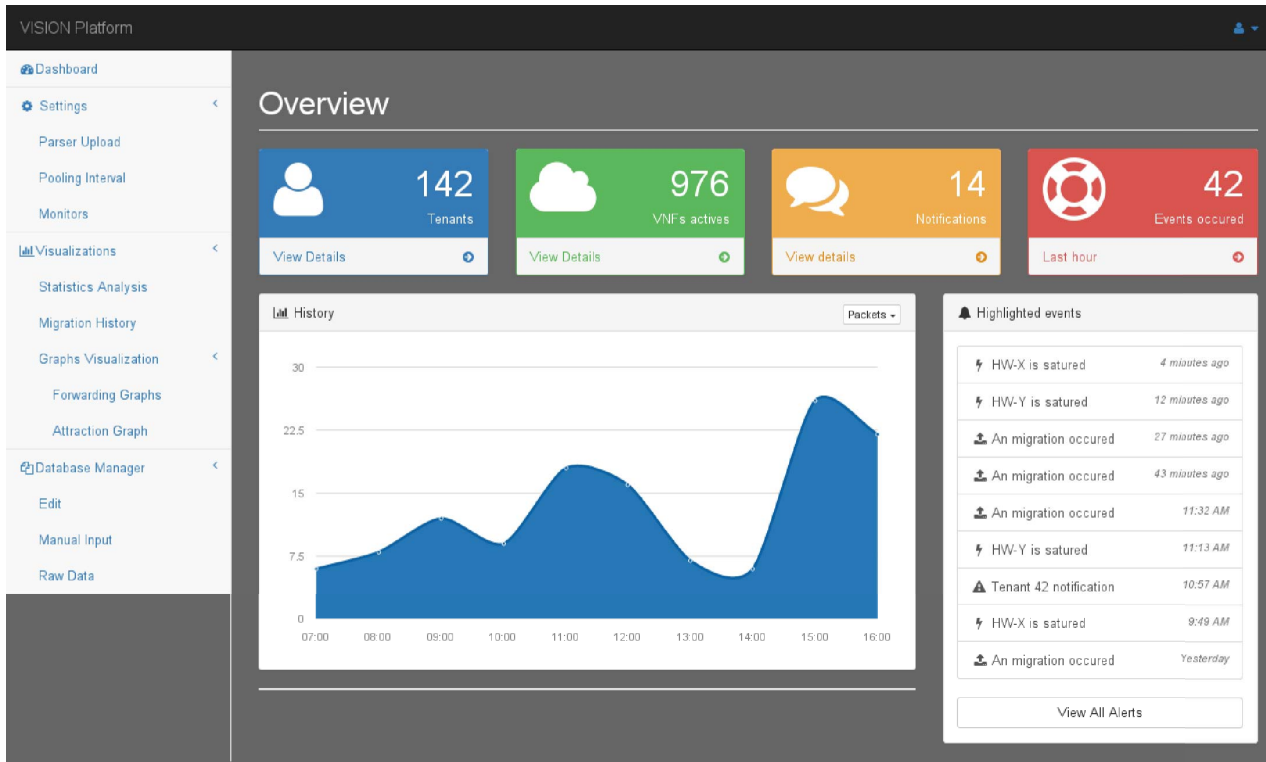 VISION Platform
Dashboard
Settings
Parser Upload
Pooling Interval
Monitors
Visualizations
Statistics Analysis
Migration History
Graphs Visualization
Forwarding Graphs
Attraction Graph
Database Manager
Edit
Manual Input
Raw Data
Overview
142
Tenants
View Details
976
VNFs actives
View Details
14
Notifications
View details
42
Events occured
Last hour
History
Packets
30
22.5
15
7.5
0
07:00 08:00 09:00 10:00 11:00 12:00 13:00 14:00 15:00 16:00
Highlighted events
HW-X is satured 4 minutes ago
HW-Y is satured 12 minutes ago
An migration occured 27 minutes ago
An migration occured 43 minutes ago
An migration occured 11:32 AM
HW-Y is satured 11:13 AM
Tenant 42 notification 10:57 AM
HW-X is satured 9:49 AM
An migration occured Yesterday
View All Alerts